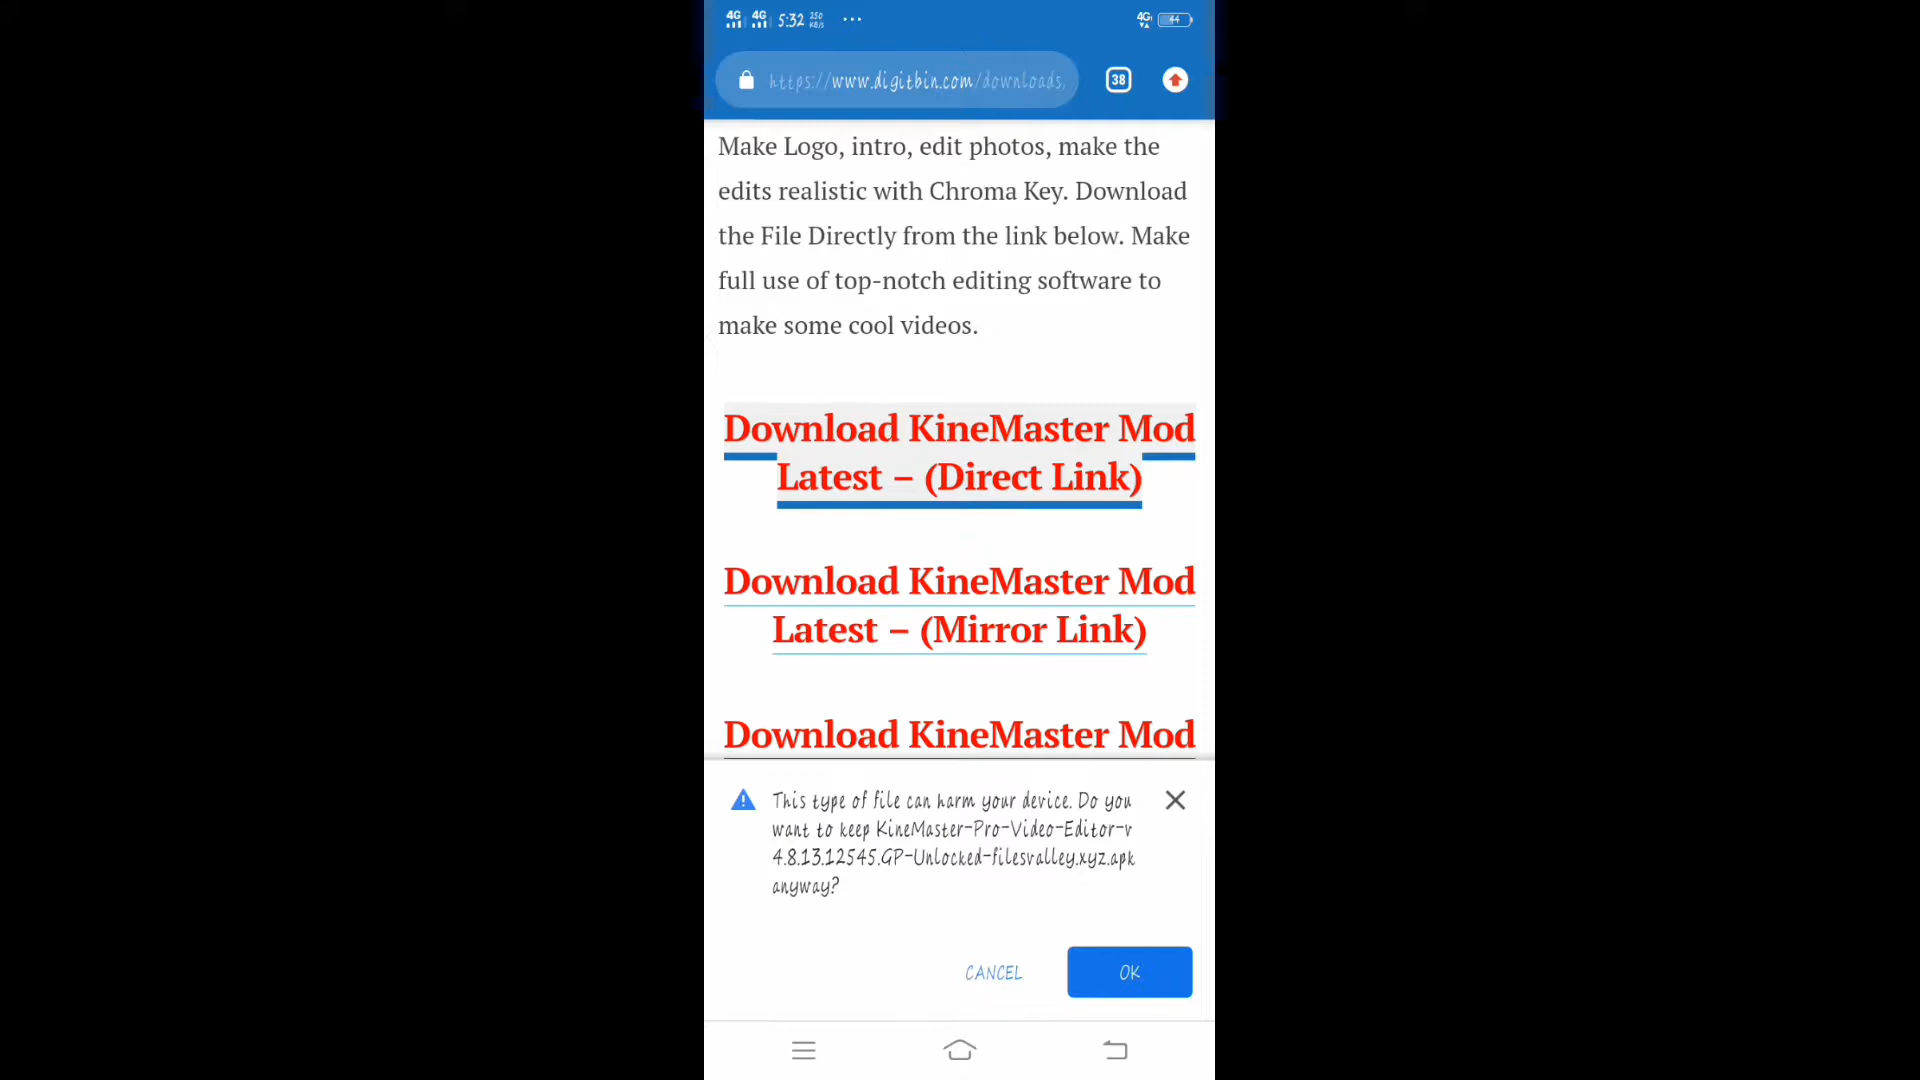 4G 4G 5:32 250 KB/s ... 4G 44
https://www.digitbin.com/downloads, 38
Make Logo, intro, edit photos, make the
edits realistic with Chroma Key. Download
the File Directly from the link below. Make
full use of top-notch editing software to
make some cool videos.
Download KineMaster Mod
Latest – (Direct Link)
Download KineMaster Mod
Latest – (Mirror Link)
Download KineMaster Mod
This type of file can harm your device. Do you
want to keep KineMaster-Pro-Video-Editor-v
4.8.13.12545.GP-Unlocked-filesvalley.xyz.apk
anyway?
CANCEL OK